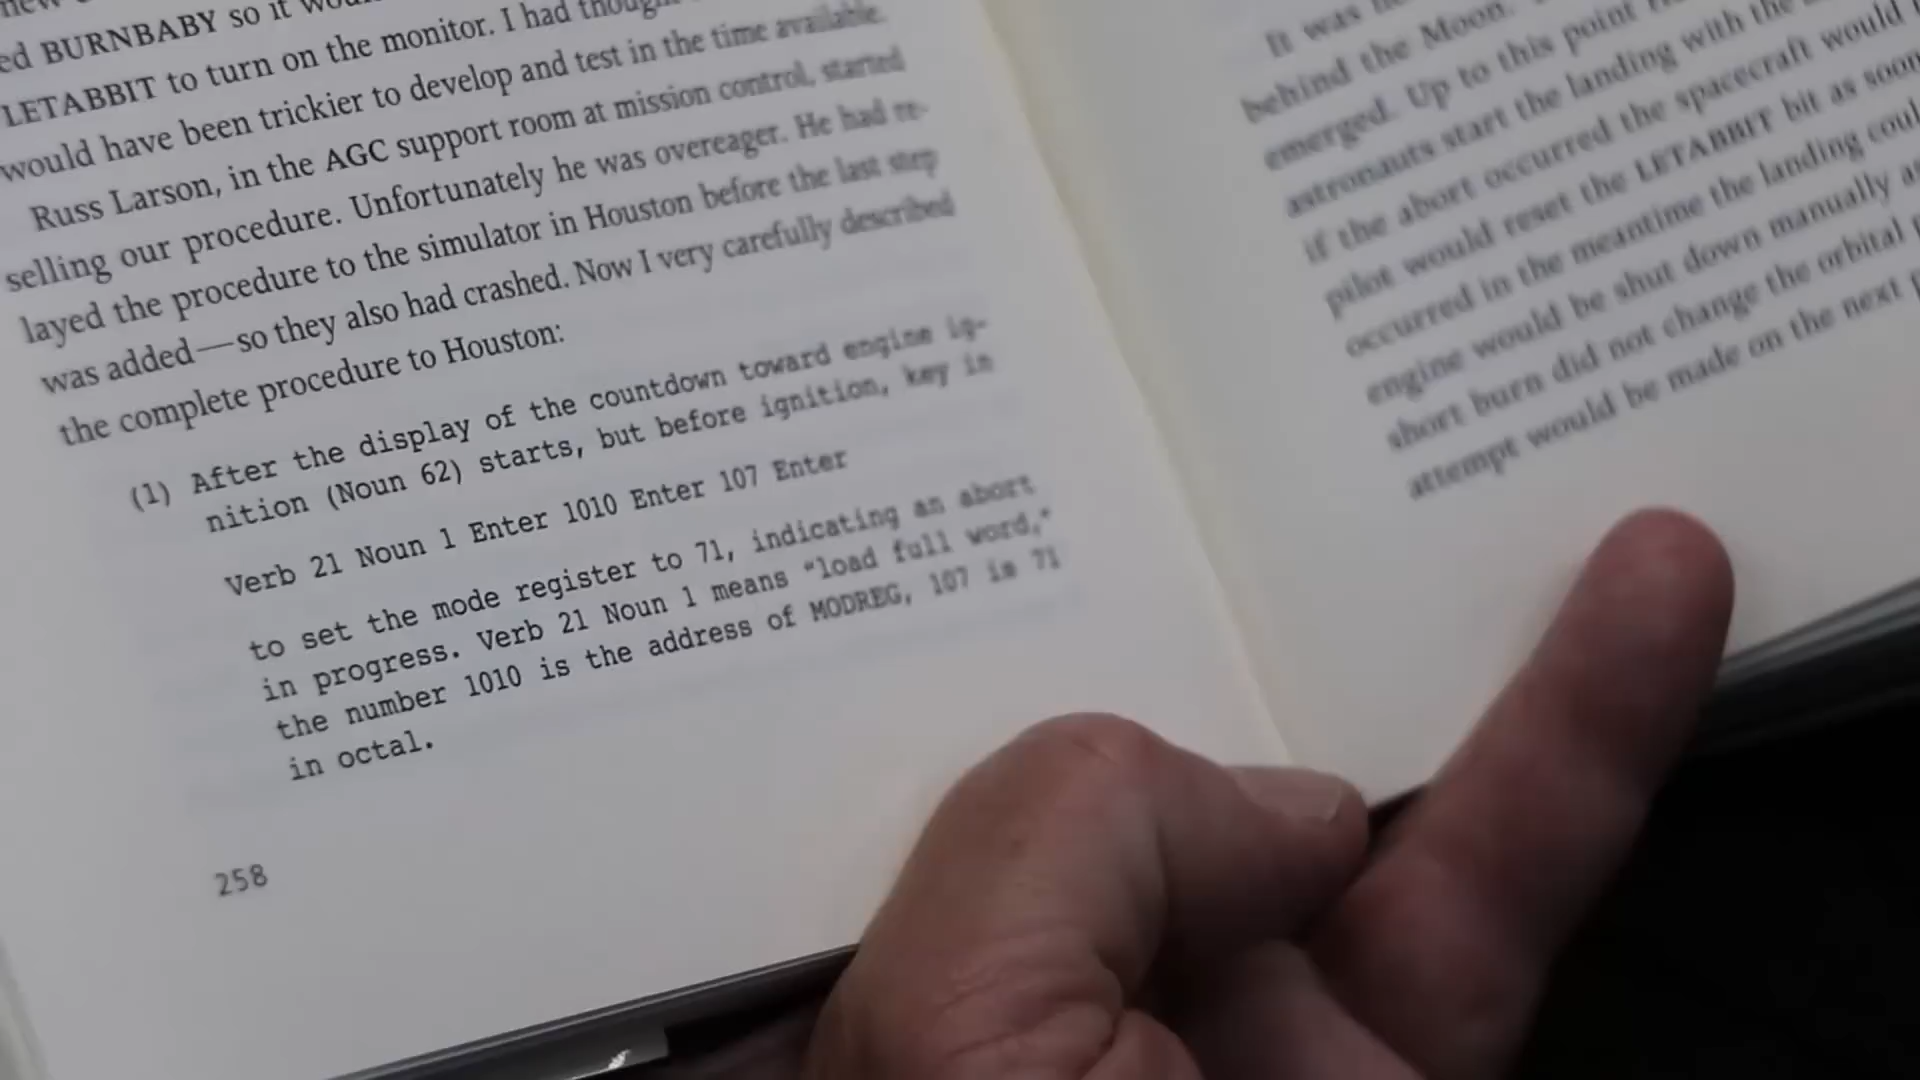 ed BURNBABY so it
LETABBIT to turn on the monitor. I had
would have been trickier to develop and test in the time available.
Russ Larson, in the AGC support room at mission control, started
selling our procedure. Unfortunately he was overeager. He had re-
layed the procedure to the simulator in Houston before the last step
was added—so they also had crashed. Now I very carefully described
the complete procedure to Houston:
(1) After the display of the countdown toward engine ig-
nition (Noun 62) starts, but before ignition, key in
Verb 21 Noun 1 Enter 1010 Enter 107 Enter
to set the mode register to 71, indicating an abort
in progress. Verb 21 Noun 1 means “load full word,”
the number 1010 is the address of MODREG, 107 is 71
in octal.
258
It was
behind the Moon.
emerged. Up to this point
astronauts start the landing with the
if the abort occurred the spacecraft would
pilot would reset the LETABBIT bit as soon
occurred in the meantime the landing
engine would be shut down manually
short burn did not change the orbital
attempt would be made on the next